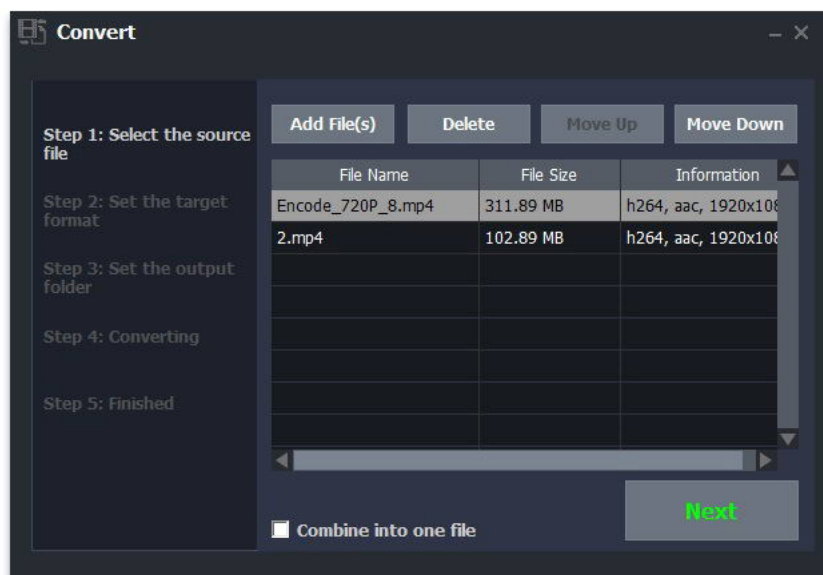 Convert
Step 1: Select the source
file
Step 2: Set the target
format
Step 3: Set the output
folder
Step 4: Converting
Step 5: Finished
Add File(s) Delete Move Up Move Down
File Name File Size Information
Encode_720P_8.mp4 311.89 MB h264, aac, 1920x108
2.mp4 102.89 MB h264, aac, 1920x108
Combine into one file
Next